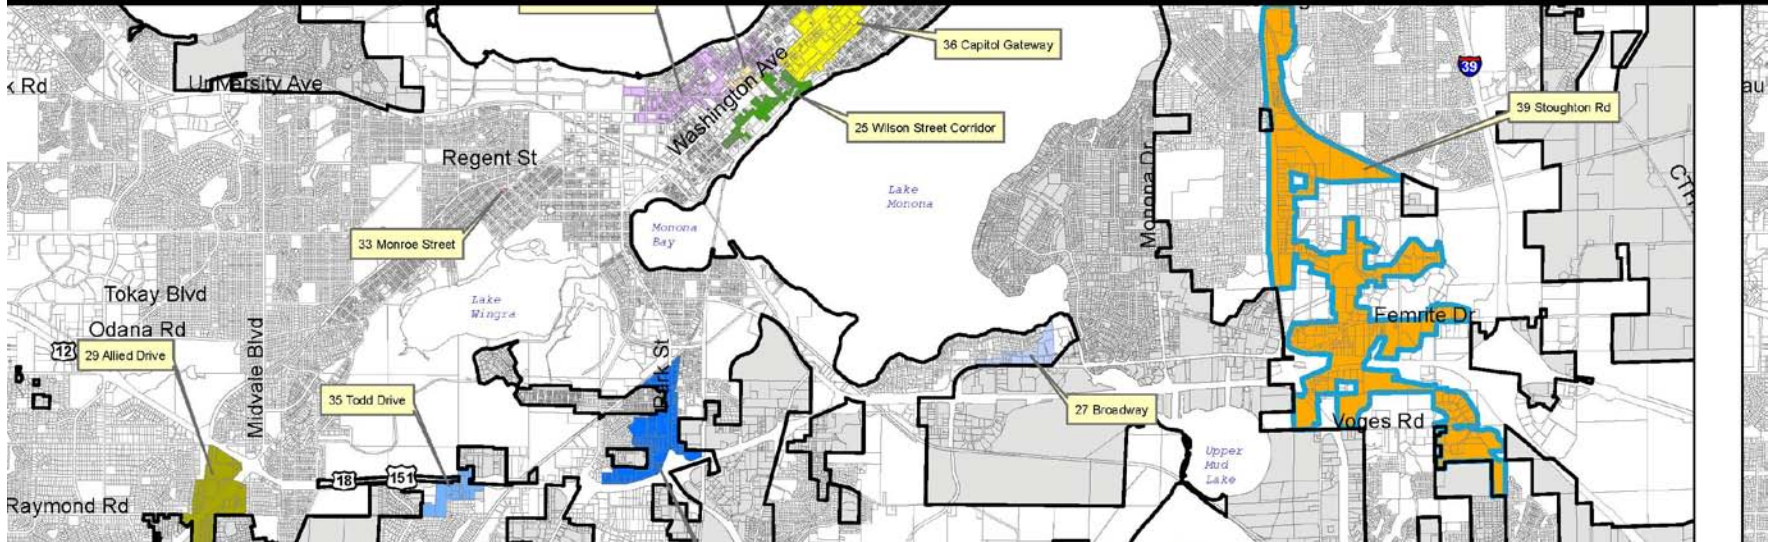 36 Capitol Gateway
39
k Rd
University Ave
Washington Ave
39 Stoughton Rd
25 Wilson Street Corridor
Regent St
Monona Dr
Lake
Monona
Monona
Bay
33 Monroe Street
Tokay Blvd
Lake
Wingra
Odana Rd
Femrite Dr
12
29 Allied Drive
Midvale Blvd
Park St
35 Todd Drive
27 Broadway
Voges Rd
Upper
Mud
Lake
18
151
Raymond Rd